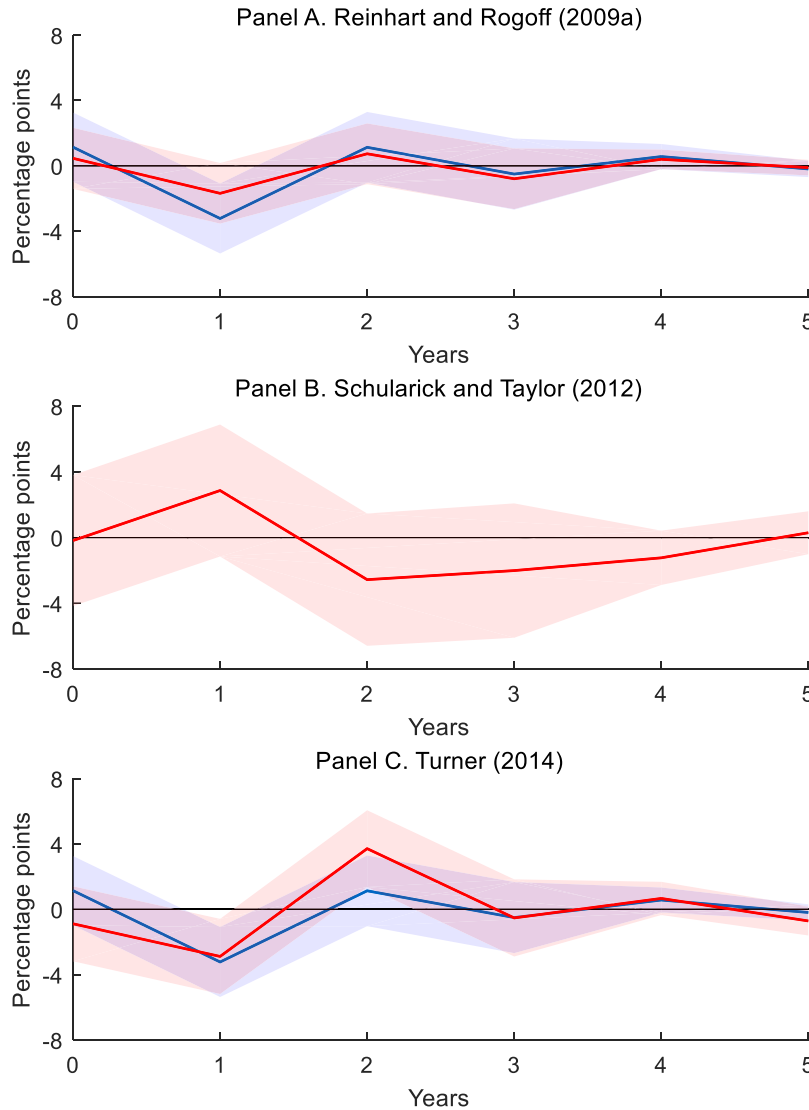 Panel A. Reinhart and Rogoff (2009a)
8
4
0
-4
-8
Percentage points
0 1 2 3 4 5
Years
Panel B. Schularick and Taylor (2012)
8
4
0
-4
-8
Percentage points
0 1 2 3 4 5
Years
Panel C. Turner (2014)
8
4
0
-4
-8
Percentage points
0 1 2 3 4 5
Years